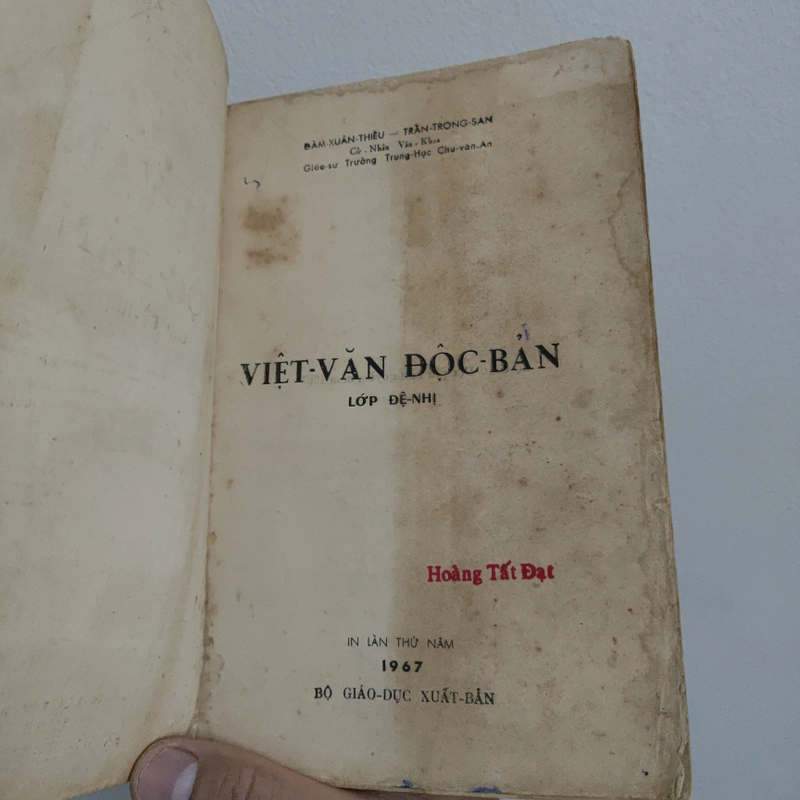 ĐÀM-XUÂN-THIỀU — TRẦN-TRỌNG-SAN
Cử-Nhân Văn-Khoa
Giáo-sư Trường Trung-Học Chu-văn-An
VIỆT-VĂN ĐỘC-BẢN
LỚP ĐỆ-NHỊ
Hoàng Tất Đạt
IN LẦN THỨ NĂM
1967
BỘ GIÁO-DỤC XUẤT-BẢN